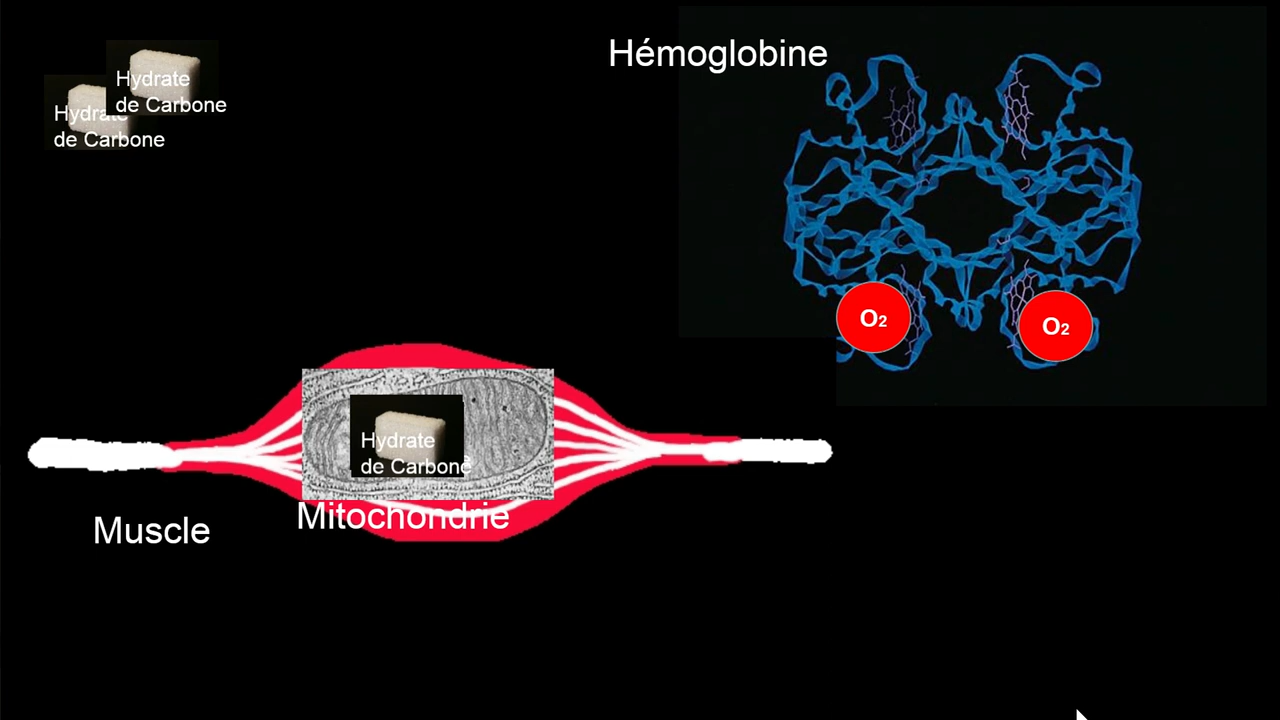 Hémoglobine
Hydrate
de Carbone
Hydrate
de Carbone
O₂
O₂
Hydrate
de Carbone
Mitochondrie
Muscle